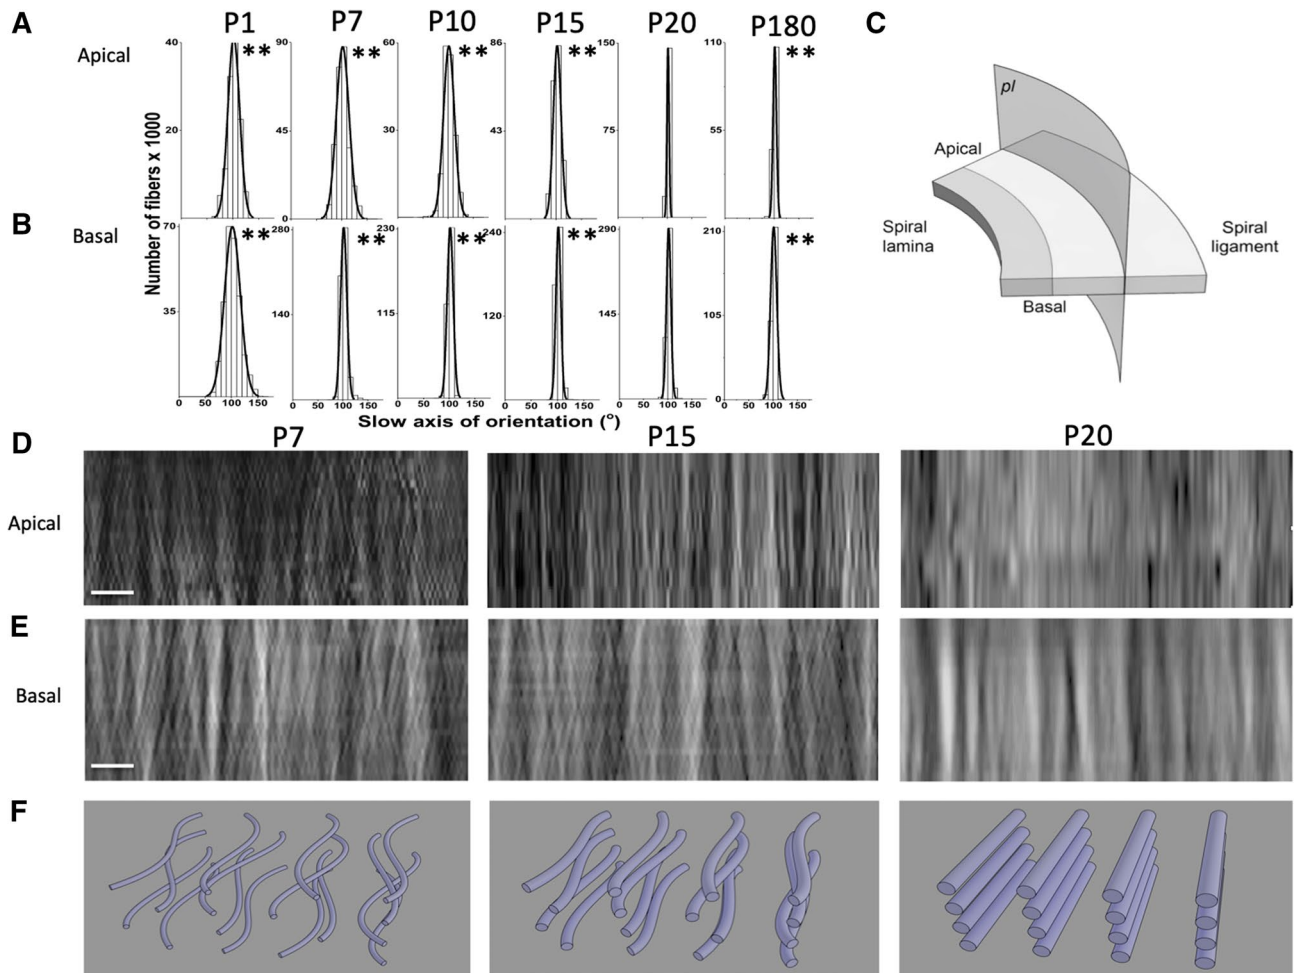 A
P1
P7
P10
P15
P20
P180
C
Apical
40
20
**
90
45
0
**
60
30
**
86
43
**
150
75
110
55
**
Number of fibers x 1000
B
Basal
70
35
**
280
140
**
230
115
**
240
120
**
290
145
210
105
0
**
0 50 100 150
0 50 100 150
0 50 100 150
0 50 100 150
0 50 100 150
0 50 100 150
Slow axis of orientation (°)
pl
Apical
Spiral
lamina
Spiral
ligament
Basal
D
P7
P15
P20
Apical
E
Basal
F